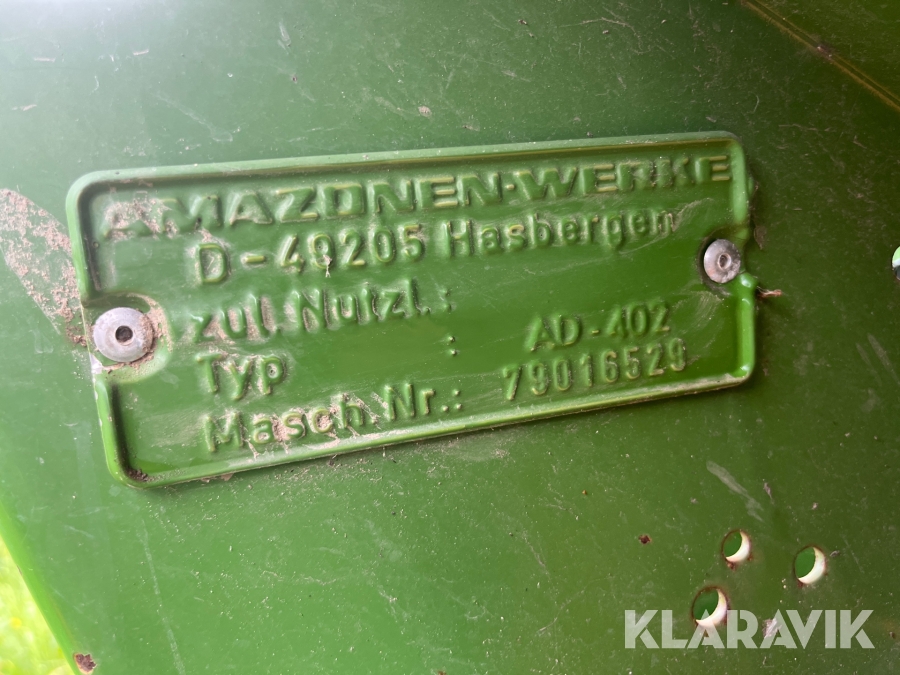 AMAZONEN-WERKE
D-49205 Hasbergen
zul. Nutzl.:
Typ : AD-402
Masch.Nr.: 79016529
KLARAVIK